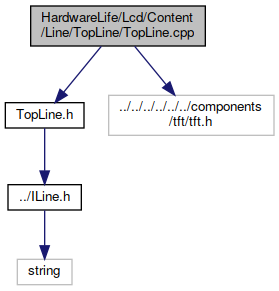 HardwareLife/Lcd/Content
/Line/TopLine/TopLine.cpp
TopLine.h
../../../../../../components
/tft/tft.h
../ILine.h
string